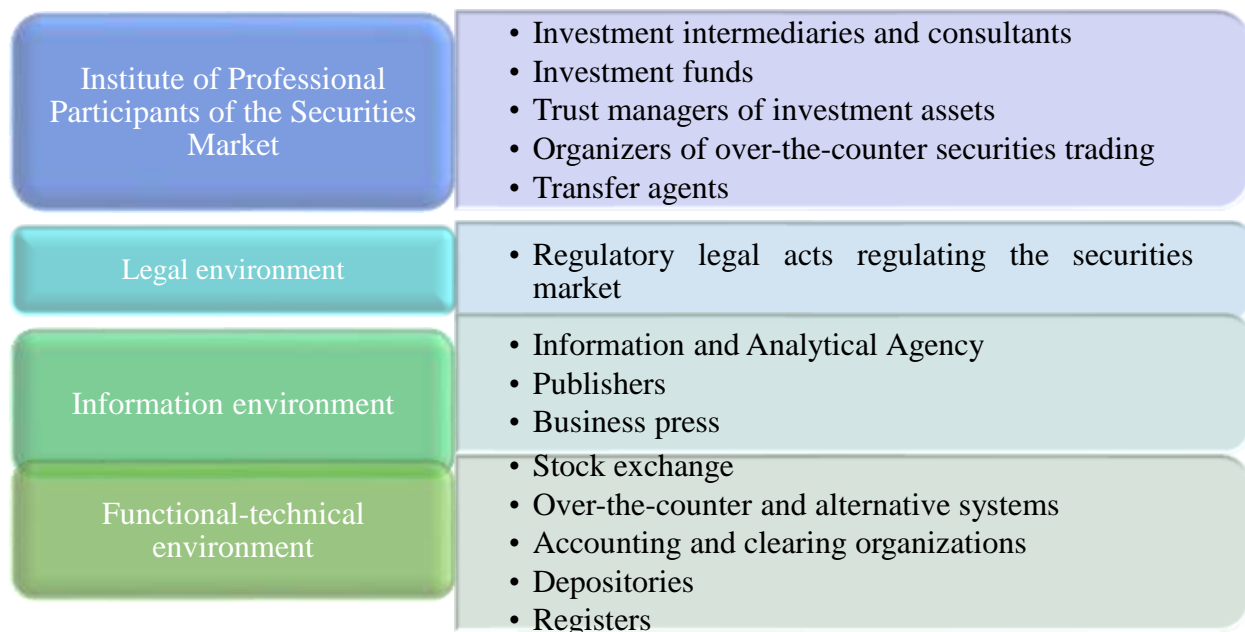 Institute of Professional
Participants of the Securities
Market
• Investment intermediaries and consultants
• Investment funds
• Trust managers of investment assets
• Organizers of over-the-counter securities trading
• Transfer agents
Legal environment
• Regulatory legal acts regulating the securities
market
Information environment
• Information and Analytical Agency
• Publishers
• Business press
Functional-technical
environment
• Stock exchange
• Over-the-counter and alternative systems
• Accounting and clearing organizations
• Depositories
• Registers